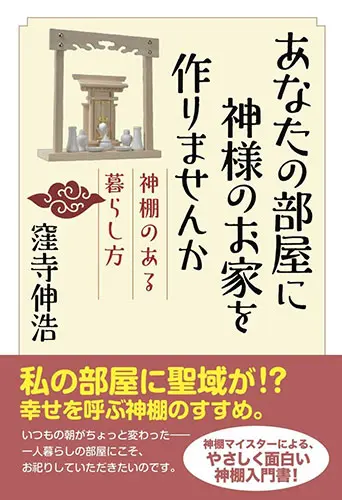 あなたの部屋に
神様のお家を
作りませんか
神棚のある
暮らし方
窪寺伸浩
私の部屋に聖域が!?
幸せを呼ぶ神棚のすすめ。
いつもの朝がちょっと変わった──
一人暮らしの部屋にこそ、
お祀りしていただきたいのです。
神棚マイスターによる、
やさしく面白い
神棚入門書!